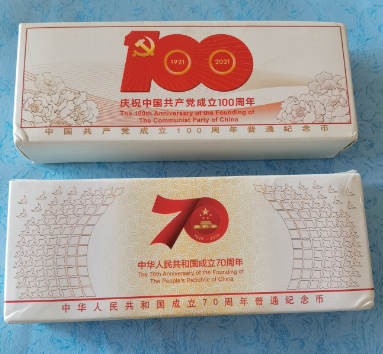 100
1921 2021
庆祝中国共产党成立100周年
The 100th Anniversary of the Founding of
The Communist Party of China
中国共产党成立100周年普通纪念币
70
中华人民共和国成立70周年
The 70th Anniversary of the Founding of
The People's Republic of China
中华人民共和国成立70周年普通纪念币